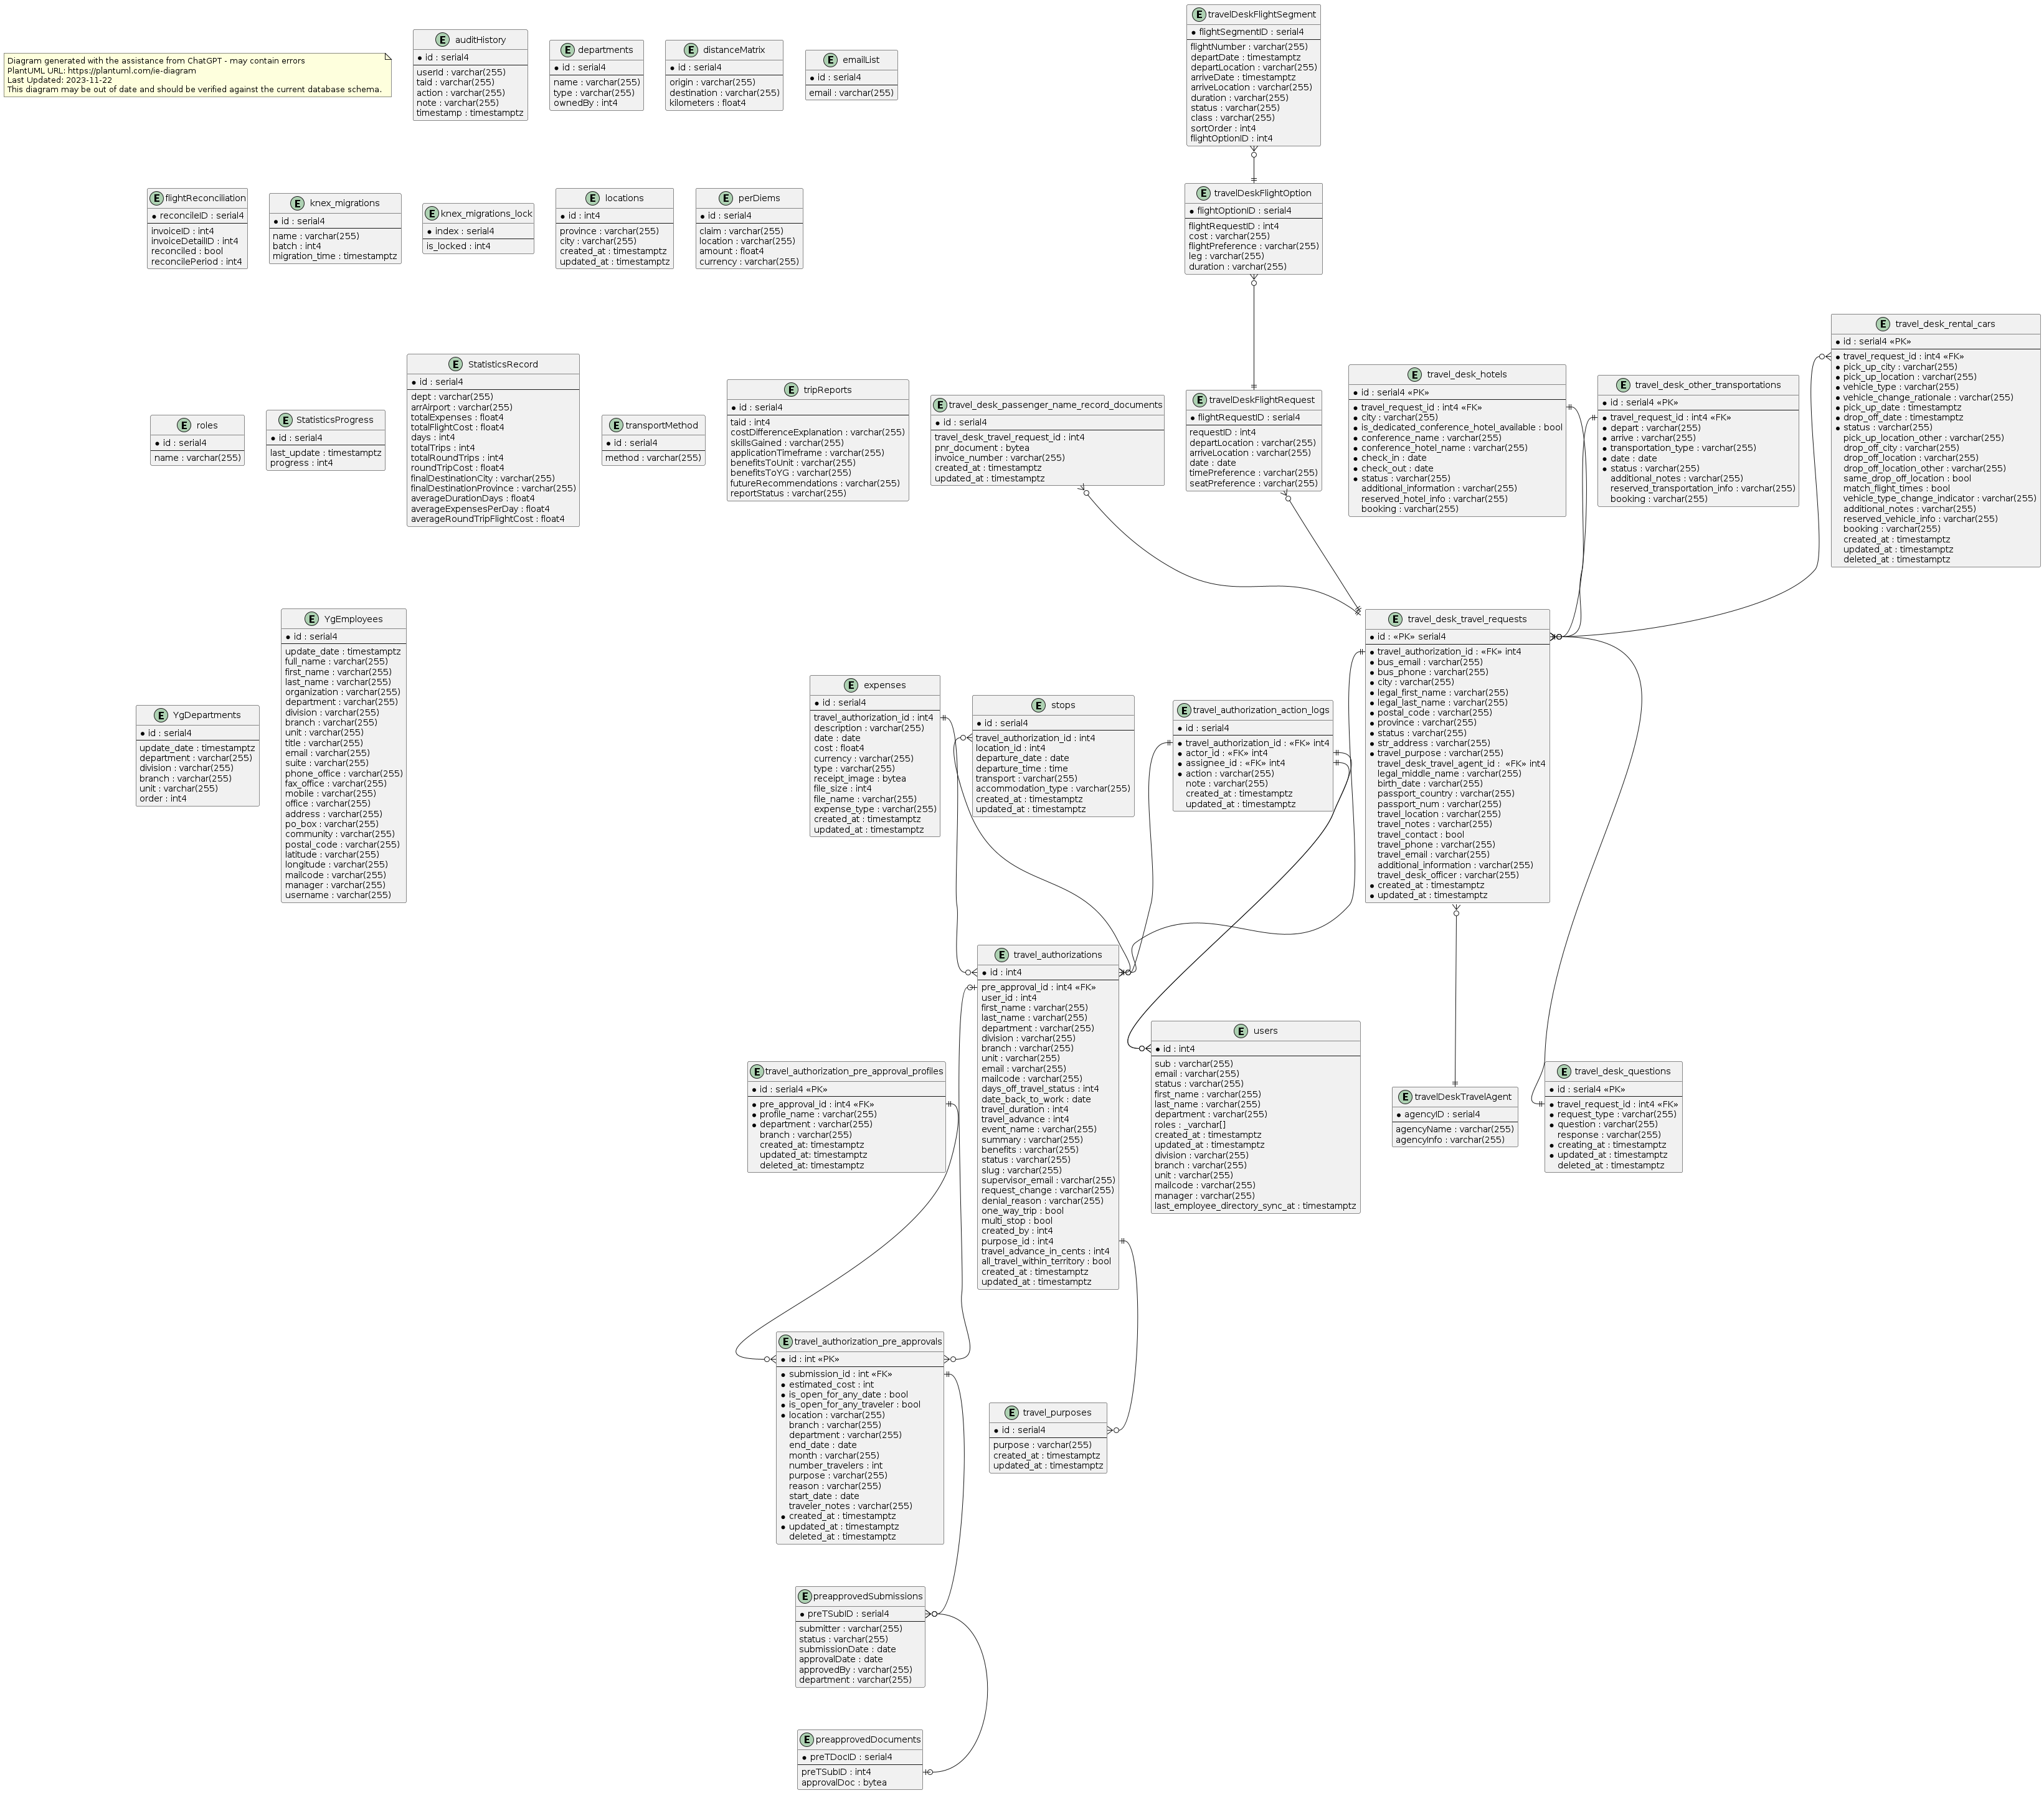 Diagram generated with the assistance from ChatGPT - may contain errors
PlantUML URL: https://plantuml.com/ie-diagram
Last Updated: 2023-11-22
This diagram may be out of date and should be verified against the current database schema.
E auditHistory
id : serial4
userId : varchar(255)
taid : varchar(255)
action : varchar(255)
note : varchar(255)
timestamp : timestamptz
E departments
id : serial4
name : varchar(255)
type : varchar(255)
ownedBy : int4
E distanceMatrix
id : serial4
origin : varchar(255)
destination : varchar(255)
kilometers : float4
E emailList
id : serial4
email : varchar(255)
E travelDeskFlightSegment
flightSegmentID : serial4
flightNumber : varchar(255)
departDate : timestamptz
departLocation : varchar(255)
arriveDate : timestamptz
arriveLocation : varchar(255)
duration : varchar(255)
status : varchar(255)
class : varchar(255)
sortOrder : int4
flightOptionID : int4
E flightReconciliation
reconcileID : serial4
invoiceID : int4
invoiceDetailID : int4
reconciled : bool
reconcilePeriod : int4
E knex_migrations
id : serial4
name : varchar(255)
batch : int4
migration_time : timestamptz
E knex_migrations_lock
index : serial4
is_locked : int4
E locations
id : int4
province : varchar(255)
city : varchar(255)
created_at : timestamptz
updated_at : timestamptz
E perDiems
id : serial4
claim : varchar(255)
location : varchar(255)
amount : float4
currency : varchar(255)
E travelDeskFlightOption
flightOptionID : serial4
flightRequestID : int4
cost : varchar(255)
flightPreference : varchar(255)
leg : varchar(255)
duration : varchar(255)
E roles
id : serial4
name : varchar(255)
E StatisticsProgress
id : serial4
last_update : timestamptz
progress : int4
E StatisticsRecord
id : serial4
dept : varchar(255)
arrAirport : varchar(255)
totalExpenses : float4
totalFlightCost : float4
days : int4
totalTrips : int4
totalRoundTrips : int4
roundTripCost : float4
finalDestinationCity : varchar(255)
finalDestinationProvince : varchar(255)
averageDurationDays : float4
averageExpensesPerDay : float4
averageRoundTripFlightCost : float4
E transportMethod
id : serial4
method : varchar(255)
E tripReports
id : serial4
taid : int4
costDifferenceExplanation : varchar(255)
skillsGained : varchar(255)
applicationTimeframe : varchar(255)
benefitsToUnit : varchar(255)
benefitsToYG : varchar(255)
futureRecommendations : varchar(255)
reportStatus : varchar(255)
E travel_desk_passenger_name_record_documents
id : serial4
travel_desk_travel_request_id : int4
pnr_document : bytea
invoice_number : varchar(255)
created_at : timestamptz
updated_at : timestamptz
E travelDeskFlightRequest
flightRequestID : serial4
requestID : int4
departLocation : varchar(255)
arriveLocation : varchar(255)
date : date
timePreference : varchar(255)
seatPreference : varchar(255)
E travel_desk_hotels
id : serial4 «PK»
travel_request_id : int4 «FK»
city : varchar(255)
is_dedicated_conference_hotel_available : bool
conference_name : varchar(255)
conference_hotel_name : varchar(255)
check_in : date
check_out : date
status : varchar(255)
additional_information : varchar(255)
reserved_hotel_info : varchar(255)
booking : varchar(255)
E travel_desk_other_transportations
id : serial4 «PK»
travel_request_id : int4 «FK»
depart : varchar(255)
arrive : varchar(255)
transportation_type : varchar(255)
date : date
status : varchar(255)
additional_notes : varchar(255)
reserved_transportation_info : varchar(255)
booking : varchar(255)
E travel_desk_rental_cars
id : serial4 «PK»
travel_request_id : int4 «FK»
pick_up_city : varchar(255)
pick_up_location : varchar(255)
vehicle_type : varchar(255)
vehicle_change_rationale : varchar(255)
pick_up_date : timestamptz
drop_off_date : timestamptz
status : varchar(255)
pick_up_location_other : varchar(255)
drop_off_city : varchar(255)
drop_off_location : varchar(255)
drop_off_location_other : varchar(255)
same_drop_off_location : bool
match_flight_times : bool
vehicle_type_change_indicator : varchar(255)
additional_notes : varchar(255)
reserved_vehicle_info : varchar(255)
booking : varchar(255)
created_at : timestamptz
updated_at : timestamptz
deleted_at : timestamptz
E YgDepartments
id : serial4
update_date : timestamptz
department : varchar(255)
division : varchar(255)
branch : varchar(255)
unit : varchar(255)
order : int4
E YgEmployees
id : serial4
update_date : timestamptz
full_name : varchar(255)
first_name : varchar(255)
last_name : varchar(255)
organization : varchar(255)
department : varchar(255)
division : varchar(255)
branch : varchar(255)
unit : varchar(255)
title : varchar(255)
email : varchar(255)
suite : varchar(255)
phone_office : varchar(255)
fax_office : varchar(255)
mobile : varchar(255)
office : varchar(255)
address : varchar(255)
po_box : varchar(255)
community : varchar(255)
postal_code : varchar(255)
latitude : varchar(255)
longitude : varchar(255)
mailcode : varchar(255)
manager : varchar(255)
username : varchar(255)
E expenses
id : serial4
travel_authorization_id : int4
description : varchar(255)
date : date
cost : float4
currency : varchar(255)
type : varchar(255)
receipt_image : bytea
file_size : int4
file_name : varchar(255)
expense_type : varchar(255)
created_at : timestamptz
updated_at : timestamptz
E stops
id : serial4
travel_authorization_id : int4
location_id : int4
departure_date : date
departure_time : time
transport : varchar(255)
accommodation_type : varchar(255)
created_at : timestamptz
updated_at : timestamptz
E travel_authorization_action_logs
id : serial4
travel_authorization_id : «FK» int4
actor_id : «FK» int4
assignee_id : «FK» int4
action : varchar(255)
note : varchar(255)
created_at : timestamptz
updated_at : timestamptz
E travel_desk_travel_requests
id : «PK» serial4
travel_authorization_id : «FK» int4
bus_email : varchar(255)
bus_phone : varchar(255)
city : varchar(255)
legal_first_name : varchar(255)
legal_last_name : varchar(255)
postal_code : varchar(255)
province : varchar(255)
status : varchar(255)
str_address : varchar(255)
travel_purpose : varchar(255)
travel_desk_travel_agent_id : «FK» int4
legal_middle_name : varchar(255)
birth_date : varchar(255)
passport_country : varchar(255)
passport_num : varchar(255)
travel_location : varchar(255)
travel_notes : varchar(255)
travel_contact : bool
travel_phone : varchar(255)
travel_email : varchar(255)
additional_information : varchar(255)
travel_desk_officer : varchar(255)
created_at : timestamptz
updated_at : timestamptz
E travel_authorizations
id : int4
pre_approval_id : int4 «FK»
user_id : int4
first_name : varchar(255)
last_name : varchar(255)
department : varchar(255)
division : varchar(255)
branch : varchar(255)
unit : varchar(255)
email : varchar(255)
mailcode : varchar(255)
days_off_travel_status : int4
date_back_to_work : date
travel_duration : int4
travel_advance : int4
event_name : varchar(255)
summary : varchar(255)
benefits : varchar(255)
status : varchar(255)
slug : varchar(255)
supervisor_email : varchar(255)
request_change : varchar(255)
denial_reason : varchar(255)
one_way_trip : bool
multi_stop : bool
created_by : int4
purpose_id : int4
travel_advance_in_cents : int4
all_travel_within_territory : bool
created_at : timestamptz
updated_at : timestamptz
E users
id : int4
sub : varchar(255)
email : varchar(255)
status : varchar(255)
first_name : varchar(255)
last_name : varchar(255)
department : varchar(255)
roles : _varchar[]
created_at : timestamptz
updated_at : timestamptz
division : varchar(255)
branch : varchar(255)
unit : varchar(255)
mailcode : varchar(255)
manager : varchar(255)
last_employee_directory_sync_at : timestamptz
E travel_authorization_pre_approval_profiles
id : serial4 «PK»
pre_approval_id : int4 «FK»
profile_name : varchar(255)
department : varchar(255)
branch : varchar(255)
created_at: timestamptz
updated_at: timestamptz
deleted_at: timestamptz
E travelDeskTravelAgent
agencyID : serial4
agencyName : varchar(255)
agencyInfo : varchar(255)
E travel_desk_questions
id : serial4 «PK»
travel_request_id : int4 «FK»
request_type : varchar(255)
question : varchar(255)
response : varchar(255)
creating_at : timestamptz
updated_at : timestamptz
deleted_at : timestamptz
E travel_authorization_pre_approvals
id : int «PK»
submission_id : int «FK»
estimated_cost : int
is_open_for_any_date : bool
is_open_for_any_traveler : bool
location : varchar(255)
branch : varchar(255)
department : varchar(255)
end_date : date
month : varchar(255)
number_travelers : int
purpose : varchar(255)
reason : varchar(255)
start_date : date
traveler_notes : varchar(255)
created_at : timestamptz
updated_at : timestamptz
deleted_at : timestamptz
E travel_purposes
id : serial4
purpose : varchar(255)
created_at : timestamptz
updated_at : timestamptz
E preapprovedSubmissions
preTSubID : serial4
submitter : varchar(255)
status : varchar(255)
submissionDate : date
approvalDate : date
approvedBy : varchar(255)
department : varchar(255)
E preapprovedDocuments
preTDocID : serial4
preTSubID : int4
approvalDoc : bytea